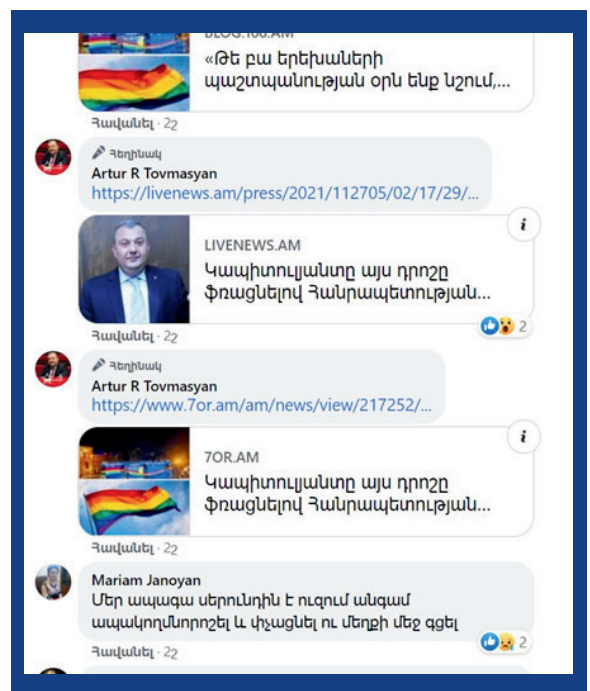 BLOG.168.AM
«Թե բա երեխաների
պաշտպանության օրն ենք նշում,...
Հավանել · 2շ
Հեղինակ
Artur R Tovmasyan
https://livenews.am/press/2021/112705/02/17/29/...
LIVENEWS.AM
Կապիտուլյանտը այս դրոշը
ֆռացնելով Հանրապետության...
2
Հավանել · 2շ
Հեղինակ
Artur R Tovmasyan
https://www.7or.am/am/news/view/217252/...
7OR.AM
Կապիտուլյանտը այս դրոշը
ֆռացնելով Հանրապետության...
Հավանել · 2շ
Mariam Janoyan
Մեր ապագա սերունդին է ուզում անգամ
ապակողմնորոշել և փչացնել ու մեղքի մեջ գցել
2
Հավանել · 2շ